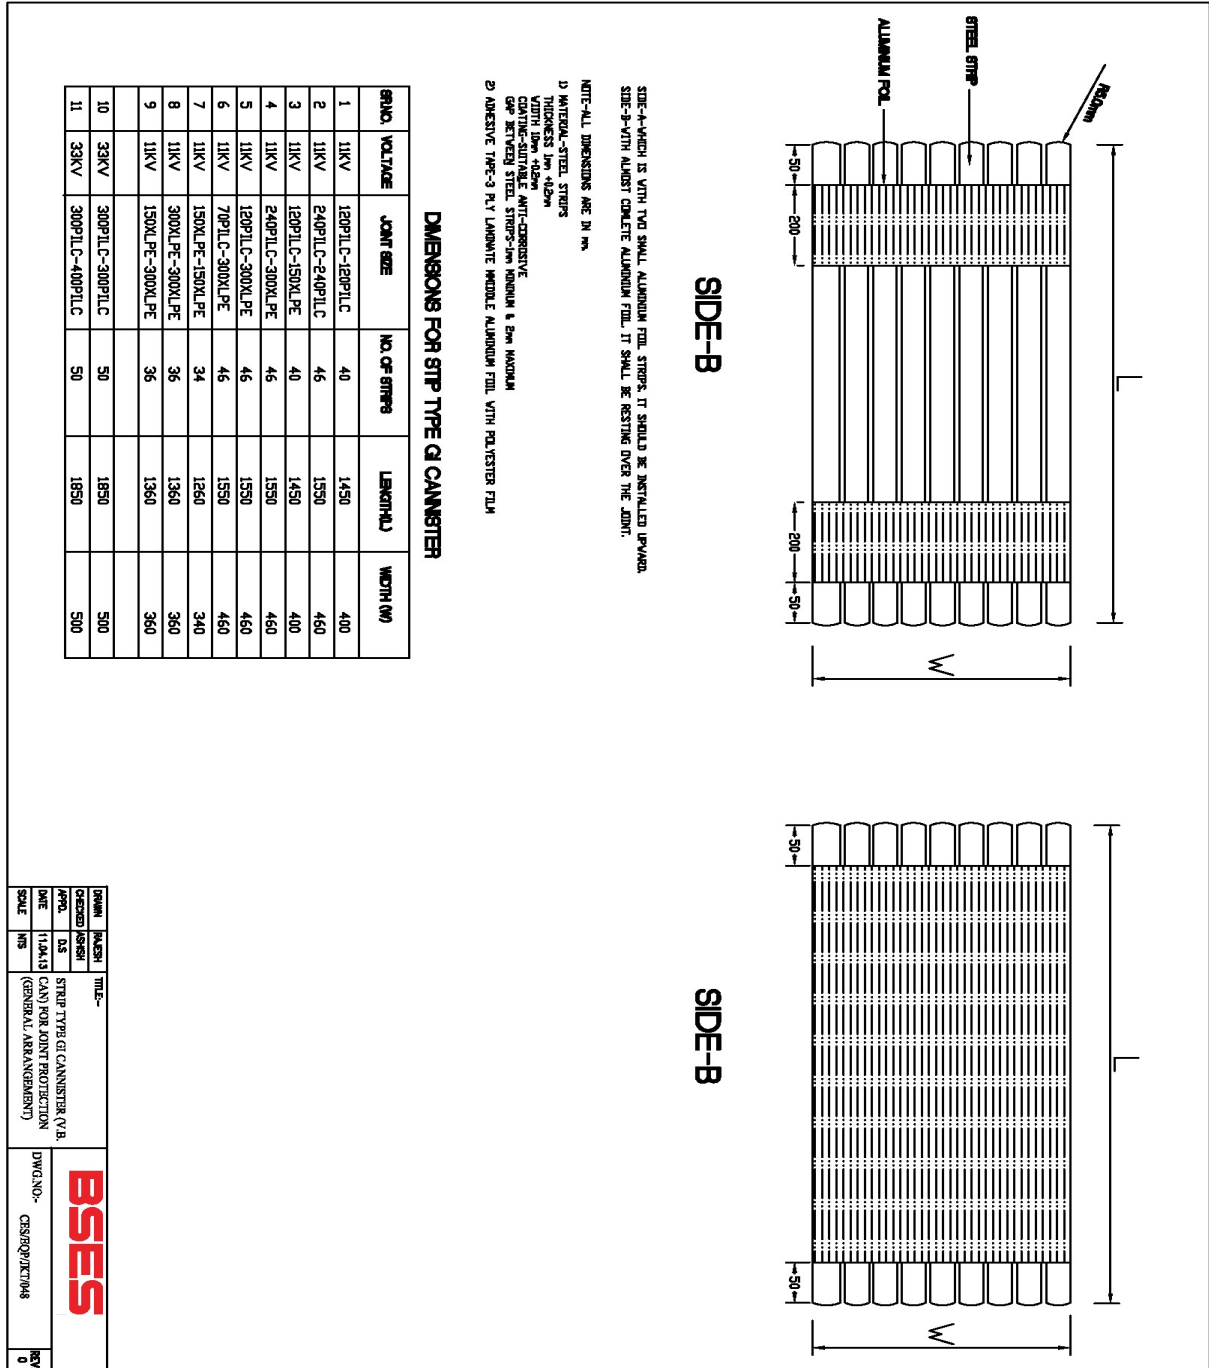 STEEL STRIP
ALUMINIUM FOIL
R5.0mm
50
200
200
50
L
W
SIDE-B
50
50
L
W
SIDE-B
SIDE-A-WHICH IS WITH TWO SMALL ALUMINIUM FOIL STRIPS. IT SHOULD BE INSTALLED UPWARD.
SIDE-B-WITH ALMOST COMLETE ALUMINIUM FOIL. IT SHALL BE RESTING OVER THE JOINT.
NOTE-ALL DIMENSIONS ARE IN mm.
1) MATERIAL-STEEL STRIPS
THICKNESS 1mm +0.2mm
WIDTH 10mm +0.2mm
COATING-SUITABLE ANTI-CORROSIVE
GAP BETWEEN STEEL STRIPS-1mm MINIMUM & 2mm MAXIMUM
2) ADHESIVE TAPE-3 PLY LAMINATE MIDDLE ALUMINIUM FOIL WITH POLYESTER FILM
DIMENSIONS FOR STIP TYPE GI CANNISTER
SRNO. VOLTAGE JOINT SIZE NO. OF STRIPS LENGTH(L) WIDTH (W)
1 11KV 120PILC-120PILC 40 1450 400
2 11KV 240PILC-240PILC 46 1550 460
3 11KV 120PILC-150XLPE 40 1450 400
4 11KV 240PILC-300XLPE 46 1550 460
5 11KV 120PILC-300XLPE 46 1550 460
6 11KV 70PILC-300XLPE 46 1550 460
7 11KV 150XLPE-150XLPE 34 1260 340
8 11KV 300XLPE-300XLPE 36 1360 360
9 11KV 150XLPE-300XLPE 36 1360 360
10 33KV 300PILC-300PILC 50 1850 500
11 33KV 300PILC-400PILC 50 1850 500
DRAWN RAJESH
CHECKED ASHISH
APPD. D.S
DATE 11.04.13
SCALE NTS
TITLE:-
STRIP TYPE GI CANNISTER (V.B.
CAN) FOR JOINT PROTECTION
(GENERAL ARRANGEMENT)
BSES
DWG.NO:- CES/BQP/JKT/048
REV
0